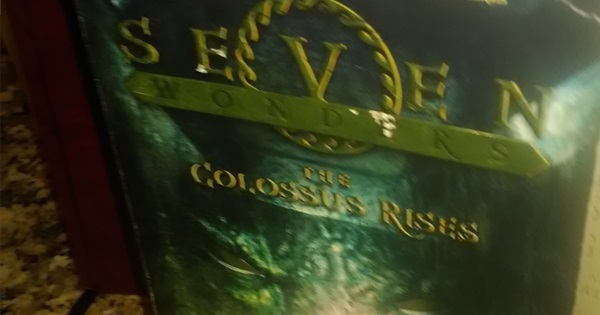 SEVEN
WONDERS
THE
COLOSSUS RISES